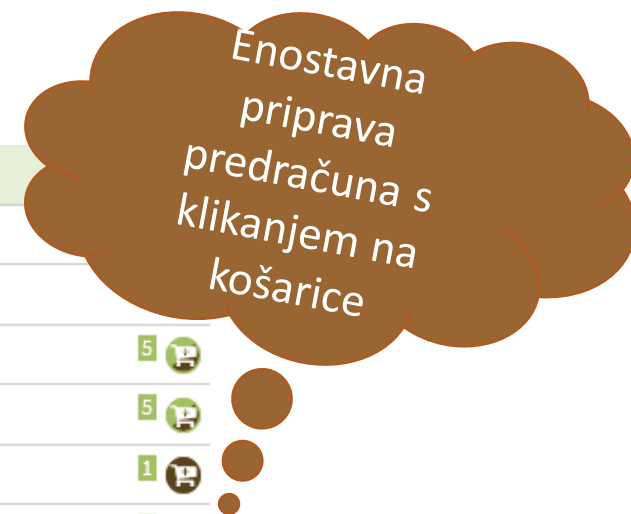 Enostavna
priprava
predračuna s
klikanjem na
košarice
5
5
1